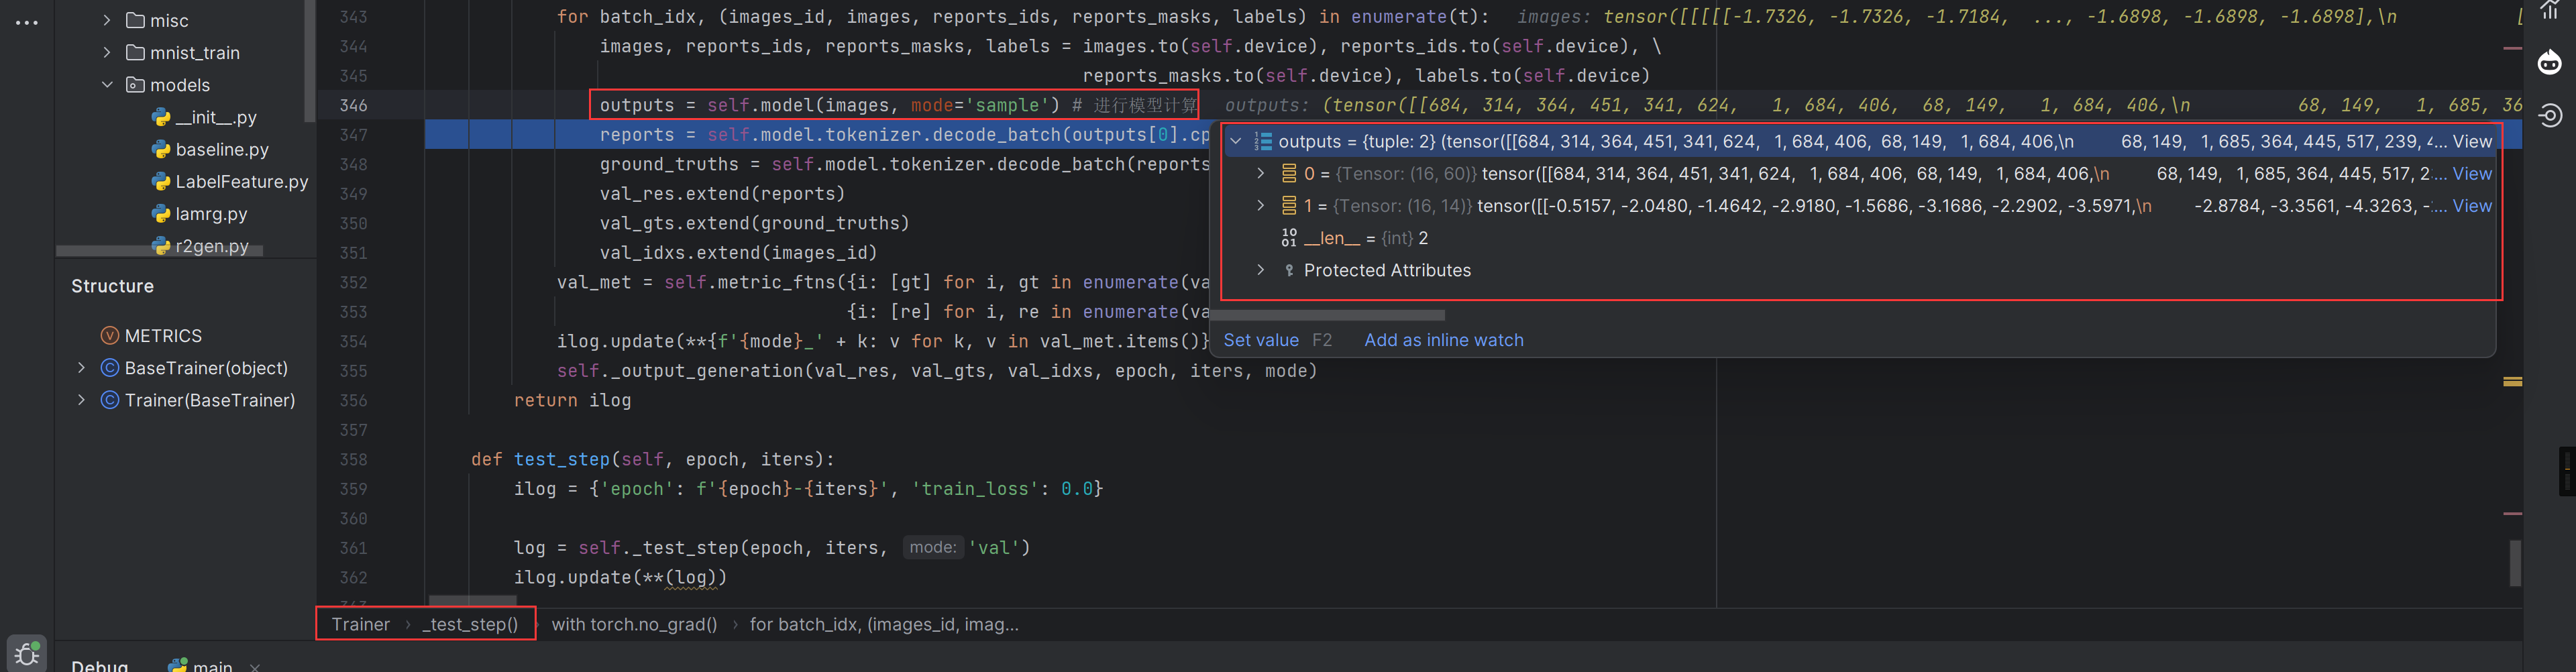 misc
mnist_train
models
__init__.py
baseline.py
LabelFeature.py
lamrg.py
r2gen.py
Structure
METRICS
BaseTrainer(object)
Trainer(BaseTrainer)
343 for batch_idx, (images_id, images, reports_ids, reports_masks, labels) in enumerate(t): images: tensor([[[[[-1.7326, -1.7326, -1.7184, ..., -1.6898, -1.6898, -1.6898],\n [
344 images, reports_ids, reports_masks, labels = images.to(self.device), reports_ids.to(self.device), \
345 reports_masks.to(self.device), labels.to(self.device)
346 outputs = self.model(images, mode='sample') # 进行模型计算 outputs: (tensor([[684, 314, 364, 451, 341, 624, 1, 684, 406, 68, 149, 1, 684, 406,\n 68, 149, 1, 685, 36
347 reports = self.model.tokenizer.decode_batch(outputs[0].cp
348 ground_truths = self.model.tokenizer.decode_batch(reports
349 val_res.extend(reports)
350 val_gts.extend(ground_truths)
351 val_idxs.extend(images_id)
352 val_met = self.metric_ftns({i: [gt] for i, gt in enumerate(va
353 {i: [re] for i, re in enumerate(va
354 ilog.update(**{f'{mode}_' + k: v for k, v in val_met.items()}
355 self._output_generation(val_res, val_gts, val_idxs, epoch, iters, mode)
356 return ilog
357
358 def test_step(self, epoch, iters):
359 ilog = {'epoch': f'{epoch}-{iters}', 'train_loss': 0.0}
360
361 log = self._test_step(epoch, iters, mode: 'val')
362 ilog.update(**(log))
outputs = {tuple: 2} (tensor([[684, 314, 364, 451, 341, 624, 1, 684, 406, 68, 149, 1, 684, 406,\n 68, 149, 1, 685, 364, 445, 517, 239, 4... View
0 = {Tensor: (16, 60)} tensor([[684, 314, 364, 451, 341, 624, 1, 684, 406, 68, 149, 1, 684, 406,\n 68, 149, 1, 685, 364, 445, 517, 2... View
1 = {Tensor: (16, 14)} tensor([[-0.5157, -2.0480, -1.4642, -2.9180, -1.5686, -3.1686, -2.2902, -3.5971,\n -2.8784, -3.3561, -4.3263, -... View
__len__ = {int} 2
Protected Attributes
Set value F2 Add as inline watch
Trainer › _test_step() › with torch.no_grad() › for batch_idx, (images_id, imag...
Debug main